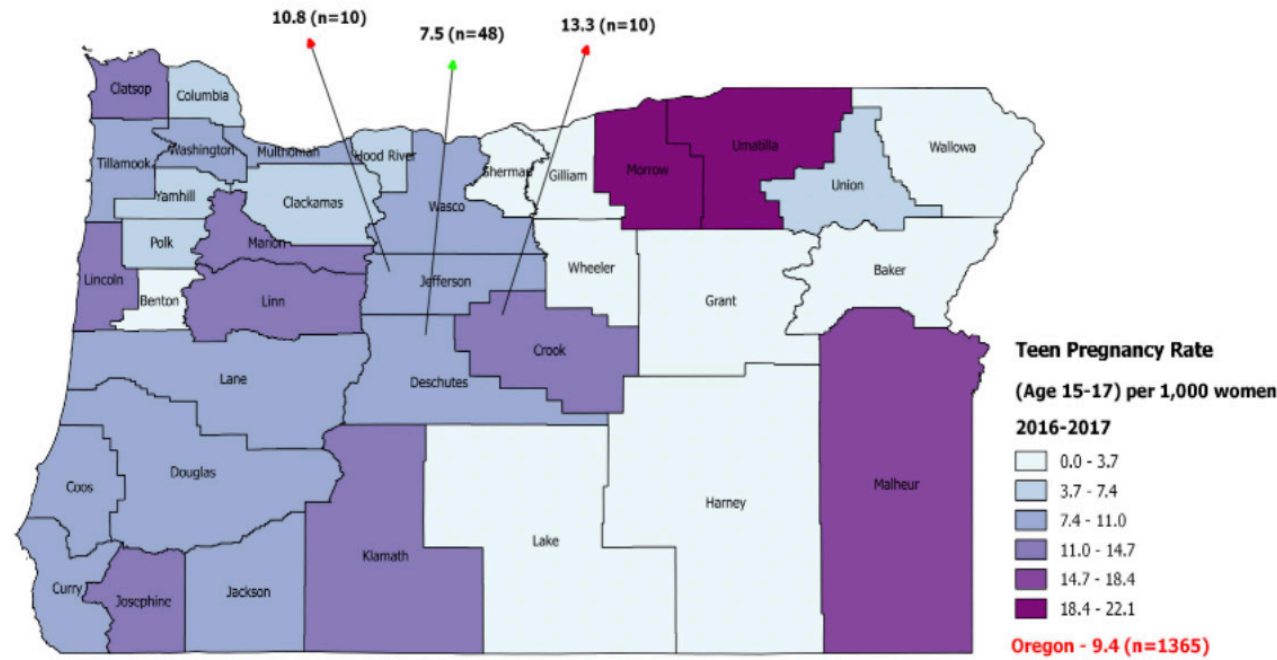 10.8 (n=10)
7.5 (n=48)
13.3 (n=10)
Clatsop
Columbia
Tillamook
Washington
Multnomah
Hood River
Sherman
Gilliam
Morrow
Umatilla
Wallowa
Union
Yamhill
Clackamas
Wasco
Polk
Marion
Lincoln
Benton
Linn
Jefferson
Wheeler
Grant
Baker
Crook
Lane
Deschutes
Coos
Douglas
Klamath
Lake
Harney
Malheur
Curry
Josephine
Jackson
Teen Pregnancy Rate
(Age 15-17) per 1,000 women
2016-2017
0.0 - 3.7
3.7 - 7.4
7.4 - 11.0
11.0 - 14.7
14.7 - 18.4
18.4 - 22.1
Oregon - 9.4 (n=1365)